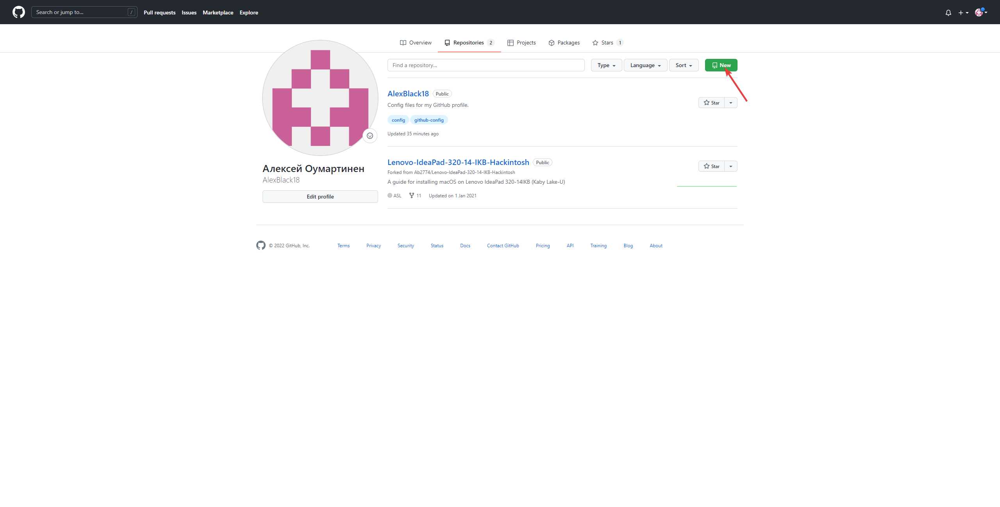 Search or jump to... / Pull requests Issues Marketplace Explore
Overview Repositories 2 Projects Packages Stars 1
Find a repository... Type Language Sort New
AlexBlack18 Public
Config files for my GitHub profile.
Star
config github-config
Updated 35 minutes ago
Lenovo-IdeaPad-320-14-IKB-Hackintosh Public
Forked from Ab2774/Lenovo-IdeaPad-320-14-IKB-Hackintosh
Star
A guide for installing macOS on Lenovo IdeaPad 320-14IKB (Kaby Lake-U)
ASL 11 Updated on 1 Jan 2021
Алексей Оумартинен
AlexBlack18
Edit profile
© 2022 GitHub, Inc. Terms Privacy Security Status Docs Contact GitHub Pricing API Training Blog About